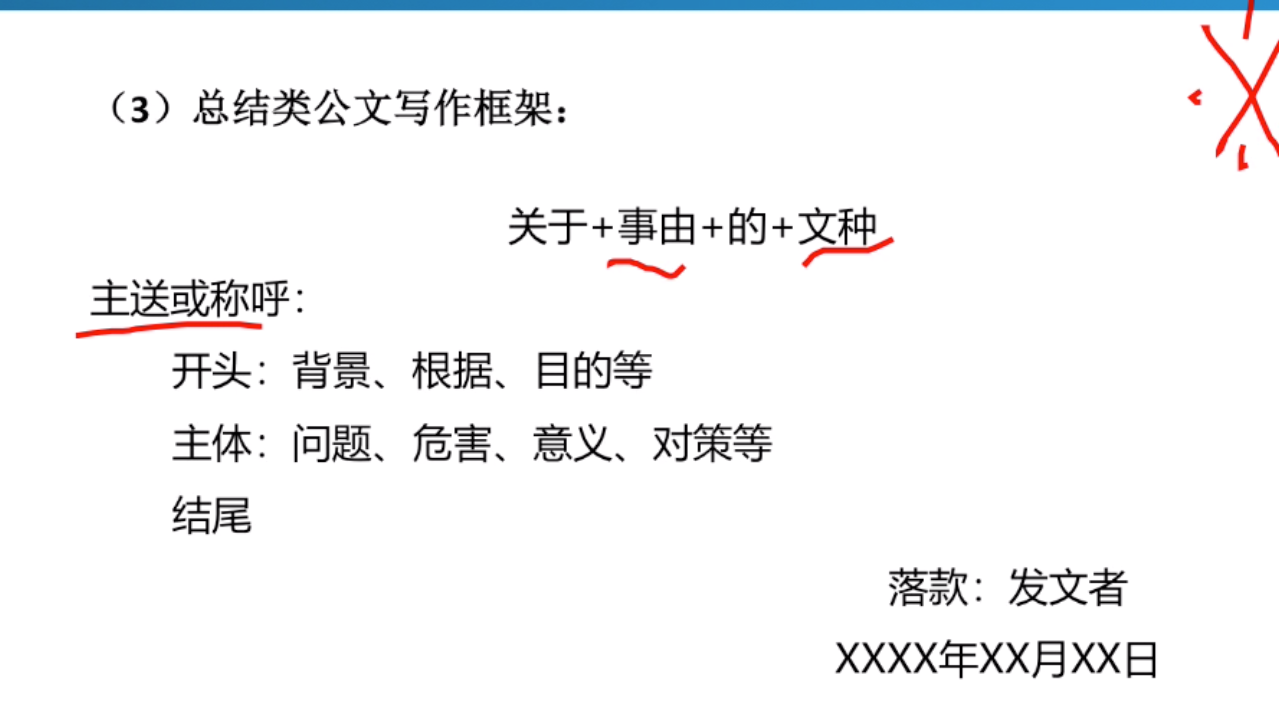 （3）总结类公文写作框架：
关于+事由+的+文种
主送或称呼：
开头：背景、根据、目的等
主体：问题、危害、意义、对策等
结尾
落款：发文者
XXXX年XX月XX日